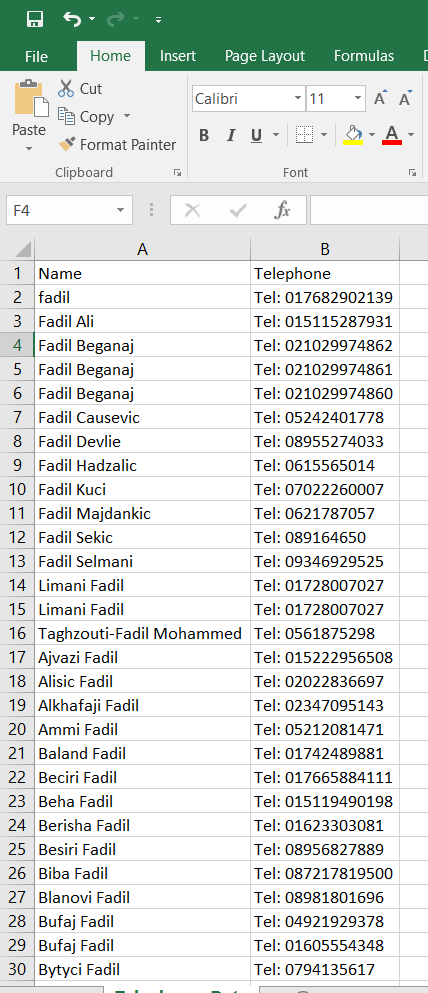 File Home Insert Page Layout Formulas
Cut
Copy
Paste
Format Painter
Clipboard
Calibri 11
A A
B I U A
Font
F4 fx
A B
1 Name Telephone
2 fadil Tel: 017682902139
3 Fadil Ali Tel: 015115287931
4 Fadil Beganaj Tel: 021029974862
5 Fadil Beganaj Tel: 021029974861
6 Fadil Beganaj Tel: 021029974860
7 Fadil Causevic Tel: 05242401778
8 Fadil Devlie Tel: 08955274033
9 Fadil Hadzalic Tel: 0615565014
10 Fadil Kuci Tel: 07022260007
11 Fadil Majdankic Tel: 0621787057
12 Fadil Sekic Tel: 089164650
13 Fadil Selmani Tel: 09346929525
14 Limani Fadil Tel: 01728007027
15 Limani Fadil Tel: 01728007027
16 Taghzouti-Fadil Mohammed Tel: 0561875298
17 Ajvazi Fadil Tel: 015222956508
18 Alisic Fadil Tel: 02022836697
19 Alkhafaji Fadil Tel: 02347095143
20 Ammi Fadil Tel: 05212081471
21 Baland Fadil Tel: 01742489881
22 Beciri Fadil Tel: 017665884111
23 Beha Fadil Tel: 015119490198
24 Berisha Fadil Tel: 01623303081
25 Besiri Fadil Tel: 08956827889
26 Biba Fadil Tel: 087217819500
27 Blanovi Fadil Tel: 08981801696
28 Bufaj Fadil Tel: 04921929378
29 Bufaj Fadil Tel: 01605554348
30 Bytyci Fadil Tel: 0794135617